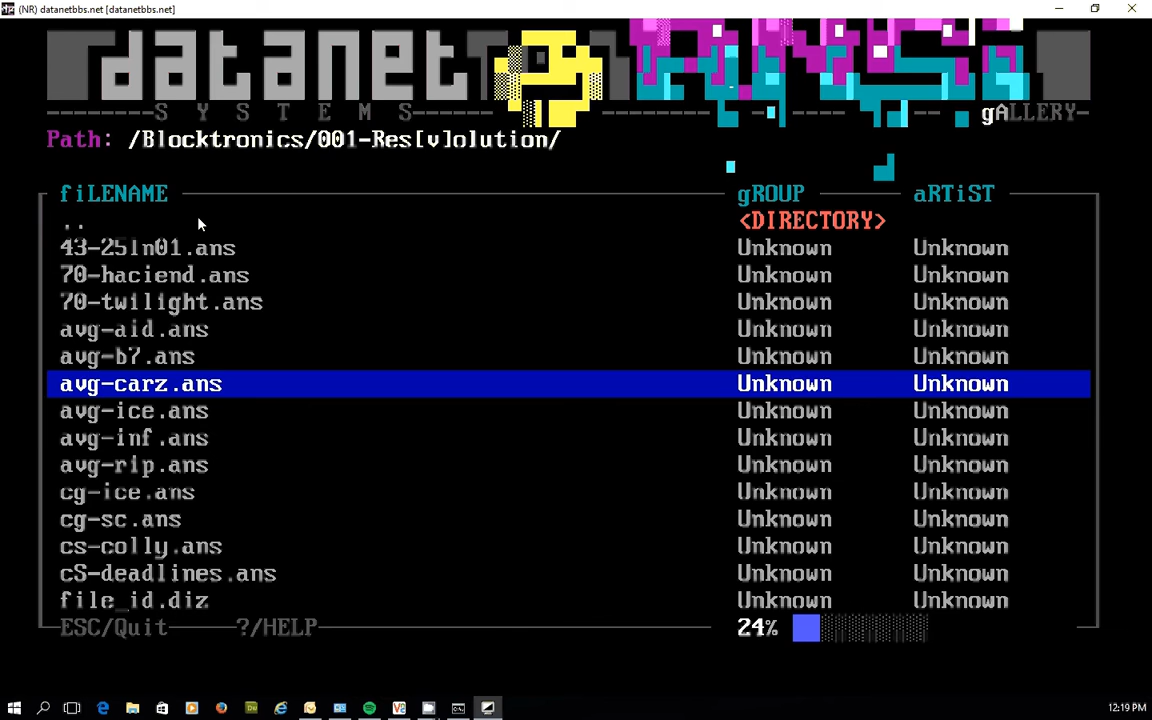 (NR) datanetbbs.net [datanetbbs.net]
datanet
SYSTEMS
gALLERY
Path: /Blocktronics/001-Res[v]olution/
fiLENAME gROUP aRTiST
.. <DIRECTORY>
43-25ln01.ans Unknown Unknown
70-haciend.ans Unknown Unknown
70-twilight.ans Unknown Unknown
avg-aid.ans Unknown Unknown
avg-b7.ans Unknown Unknown
avg-carz.ans Unknown Unknown
avg-ice.ans Unknown Unknown
avg-inf.ans Unknown Unknown
avg-rip.ans Unknown Unknown
cg-ice.ans Unknown Unknown
cg-sc.ans Unknown Unknown
cs-colly.ans Unknown Unknown
cS-deadlines.ans Unknown Unknown
file_id.diz Unknown Unknown
ESC/Quit ?/HELP 24%
12:19 PM